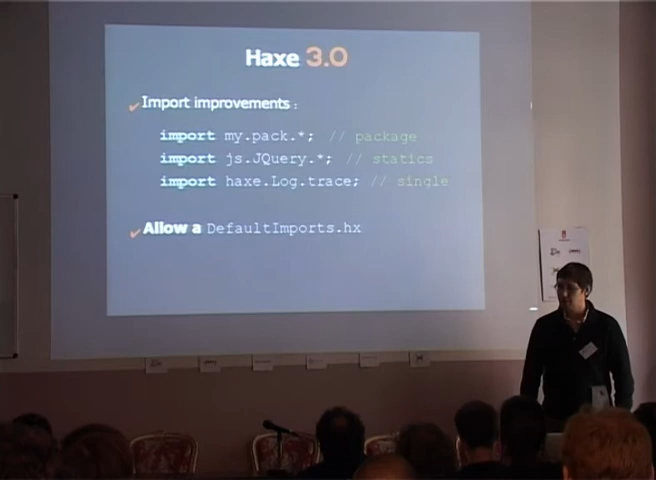 Haxe 3.0
Import improvements :
import my.pack.*; // package
import js.JQuery.*; // statics
import haxe.Log.trace; // single
Allow a DefaultImports.hx